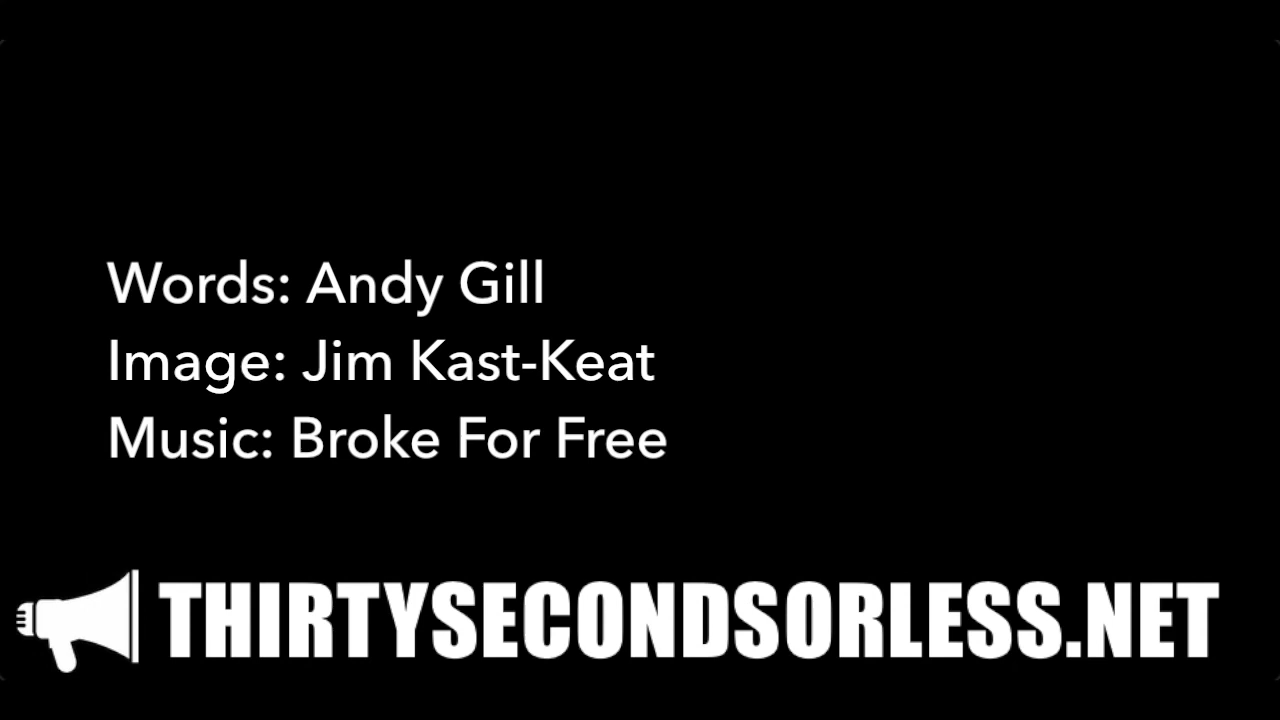 Words: Andy Gill
Image: Jim Kast-Keat
Music: Broke For Free
THIRTYSECONDSORLESS.NET